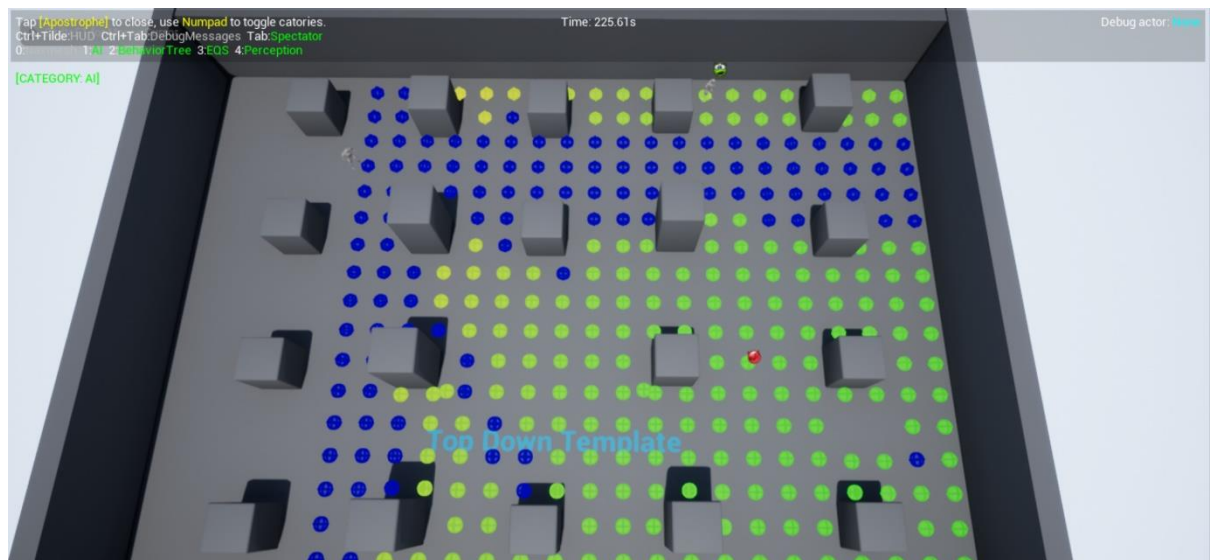 Tap [Apostrophe] to close, use Numpad to toggle catories.
Time: 225.61s
Debug actor:
Ctrl+Tilde:HUD Ctrl+Tab:DebugMessages Tab:Spectator
1:AI 2:BehaviorTree 3:EQS 4:Perception
[CATEGORY: AI]
Top Down Template